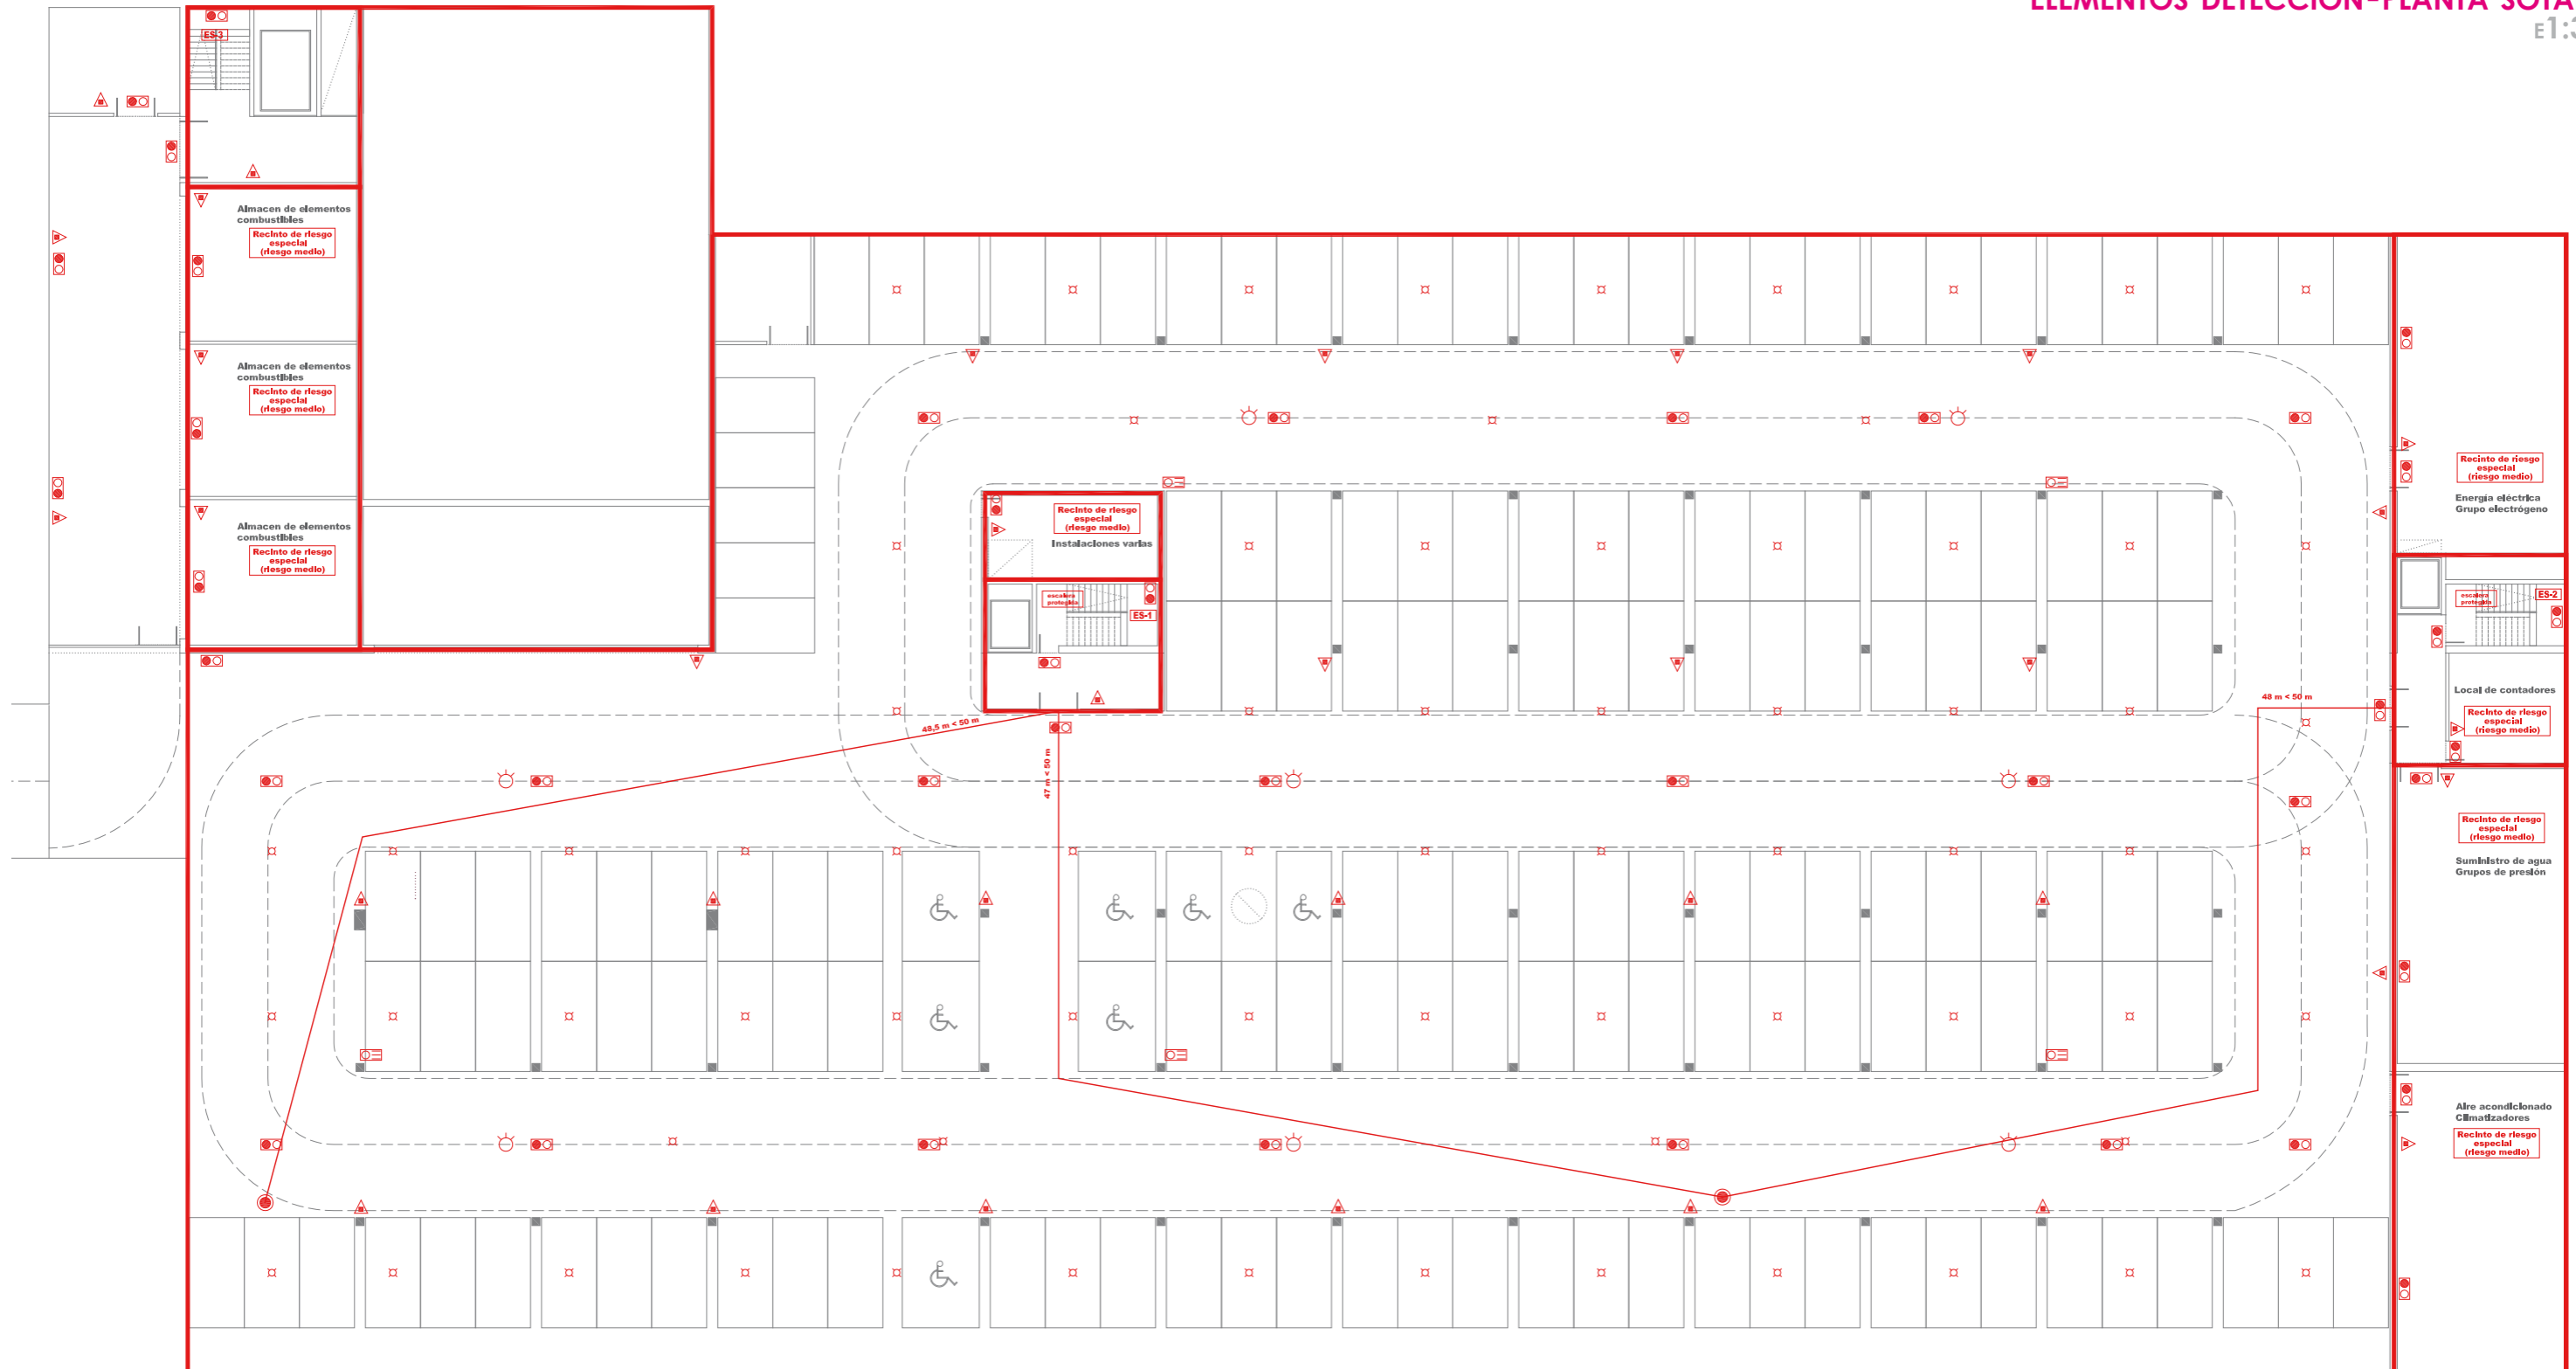 ELEMENTOS DETECCIÓN-PLANTA
E1:3
ES-3
Almacen de elementos
combustibles
Recinto de riesgo
especial
(riesgo medio)
Almacen de elementos
combustibles
Recinto de riesgo
especial
(riesgo medio)
Almacen de elementos
combustibles
Recinto de riesgo
especial
(riesgo medio)
Recinto de riesgo
especial
(riesgo medio)
Instalaciones varias
escalera
protegida
ES-1
Recinto de riesgo
especial
(riesgo medio)
Energía eléctrica
Grupo electrógeno
escalera
protegida
ES-2
Local de contadores
Recinto de riesgo
especial
(riesgo medio)
48,5 m < 50 m
47 m < 50 m
48 m < 50 m
Recinto de riesgo
especial
(riesgo medio)
Suministro de agua
Grupos de presión
Aire acondicionado
Climatizadores
Recinto de riesgo
especial
(riesgo medio)